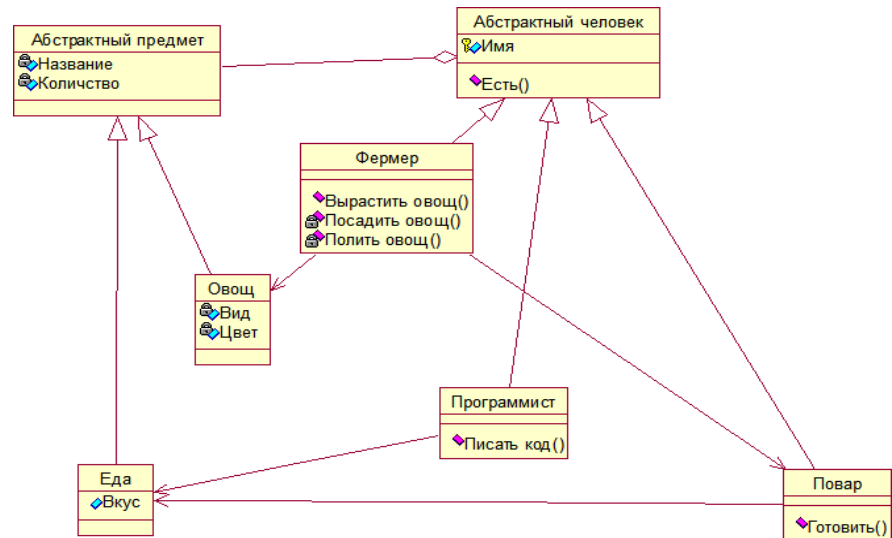 Абстрактный предмет
Название
Количство
Абстрактный человек
Имя
Есть()
Фермер
Вырастить овощ()
Посадить овощ()
Полить овощ()
Овощ
Вид
Цвет
Программист
Писать код()
Еда
Вкус
Повар
Готовить()